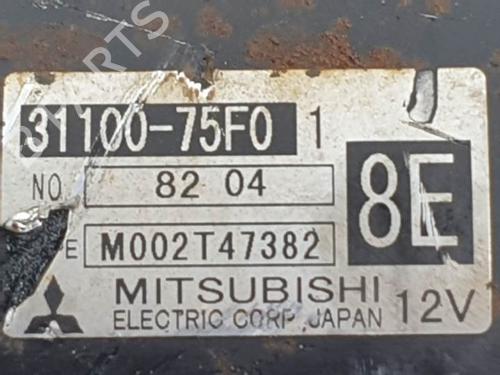 31100-75F0 1
NO 82 04
8E
E M002T47382
MITSUBISHI
ELECTRIC CORP. JAPAN 12V